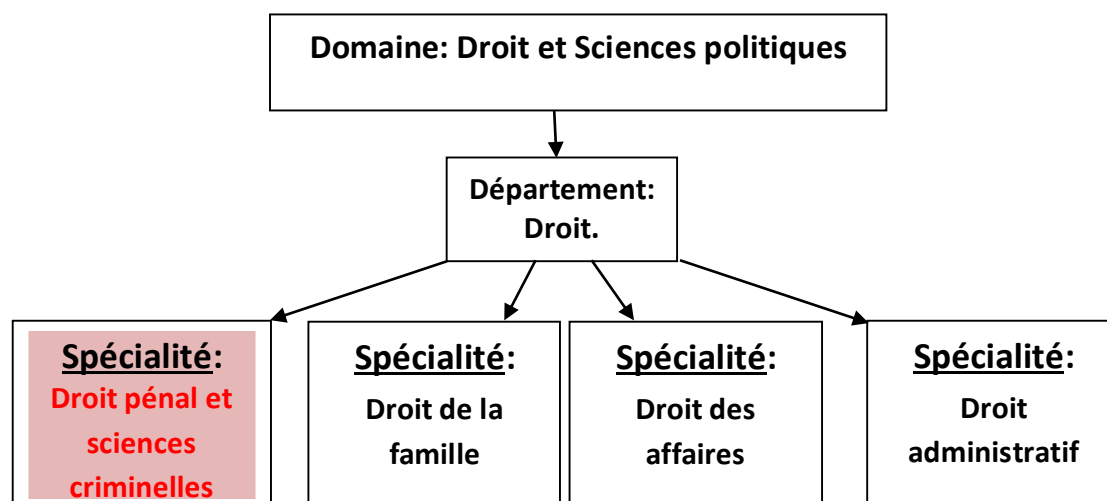 Domaine: Droit et Sciences politiques
Département:
Droit.
Spécialité:
Droit pénal et
sciences
criminelles
Spécialité:
Droit de la
famille
Spécialité:
Droit des
affaires
Spécialité:
Droit
administratif